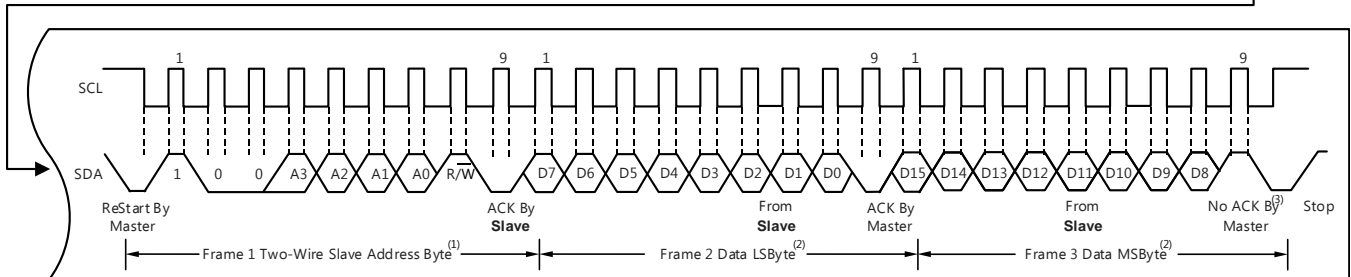 1 9 1 9 1 9
SCL
SDA 1 0 0 A3 A2 A1 A0 R/W D7 D6 D5 D4 D3 D2 D1 D0 D15 D14 D13 D12 D11 D10 D9 D8
ReStart By Master
ACK By Slave
From Slave
ACK By Master
From Slave
No ACK By(3) Master
Stop
Frame 1 Two-Wire Slave Address Byte(1)
Frame 2 Data LSByte(2)
Frame 3 Data MSByte(2)